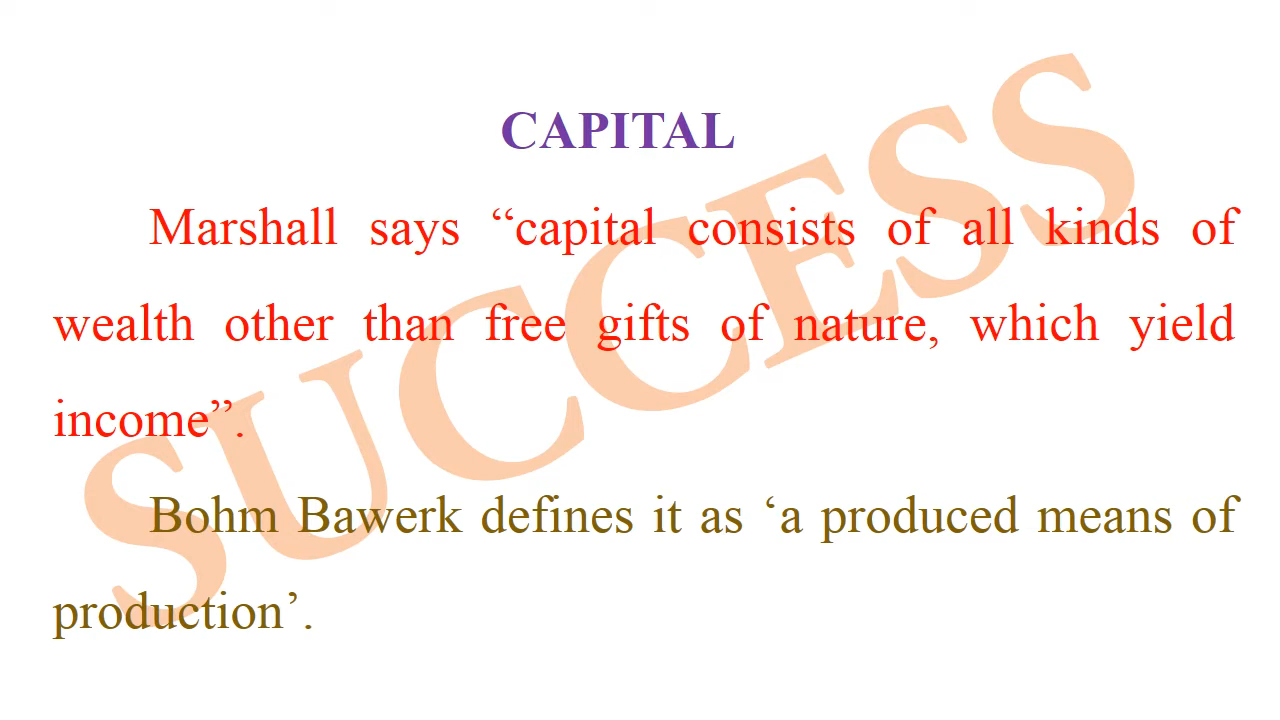 CAPITAL
Marshall says “capital consists of all kinds of
wealth other than free gifts of nature, which yield
income”.
Bohm Bawerk defines it as ‘a produced means of
production’.
SUCCESS